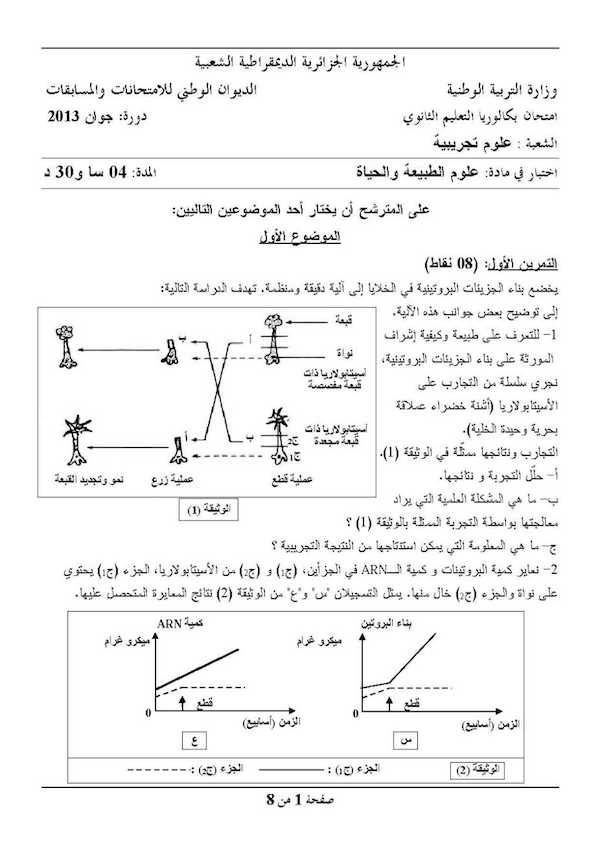 الجمهورية الجزائرية الديمقراطية الشعبية
وزارة التربية الوطنية
الديوان الوطني للامتحانات والمسابقات
امتحان بكالوريا التعليم الثانوي
دورة: جوان 2013
الشعبة : علوم تجريبية
اختبار في مادة: علوم الطبيعة والحياة
المدة: 04 سا و30 د
على المترشح أن يختار أحد الموضوعين التاليين:
الموضوع الأول
التمرين الأول: (08 نقاط)
يخضع بناء الجزيئات البروتينية في الخلايا إلى آلية دقيقة ومنظمة. تهدف الدراسة التالية:
إلى توضيح بعض جوانب هذه الآلية.
1- للتعرف على طبيعة وكيفية إشراف
المورثة على بناء الجزيئات البروتينية،
نجري سلسلة من التجارب على
الأسيتابولاريا (أشنة خضراء عملاقة
بحرية وحيدة الخلية).
التجارب ونتائجها ممثلة في الوثيقة (1).
أ- حلّل التجربة و نتائجها.
ب- ما هي المشكلة العلمية التي يراد
معالجتها بواسطة التجربة الممثلة بالوثيقة (1) ؟
ج- ما هي المعلومة التي يمكن استنتاجها من النتيجة التجريبية ؟
قبعة
نواة
أسيتابولاريا ذات
قبعة مفصصة
أ
ب
أسيتابولاريا ذات
قبعة مجعدة
ج2
ج1
ب
أ
عملية قطع
عملية زرع
نمو وتجديد القبعة
الوثيقة (1)
2- نعاير كمية البروتينات و كمية الـARN في الجزأين، (ج1) و (ج2) من الأسيتابولاريا، الجزء (ج1) يحتوي
على نواة والجزء (ج2) خال منها. يمثل التسجيلان "س" و"ع" من الوثيقة (2) نتائج المعايرة المتحصل عليها.
بناء البروتين
ميكرو غرام
قطع
0
الزمن (أسابيع)
س
كمية ARN
ميكرو غرام
قطع
0
الزمن (أسابيع)
ع
الوثيقة (2)
الجزء (ج1) :
الجزء (ج2) :
صفحة 1 من 8